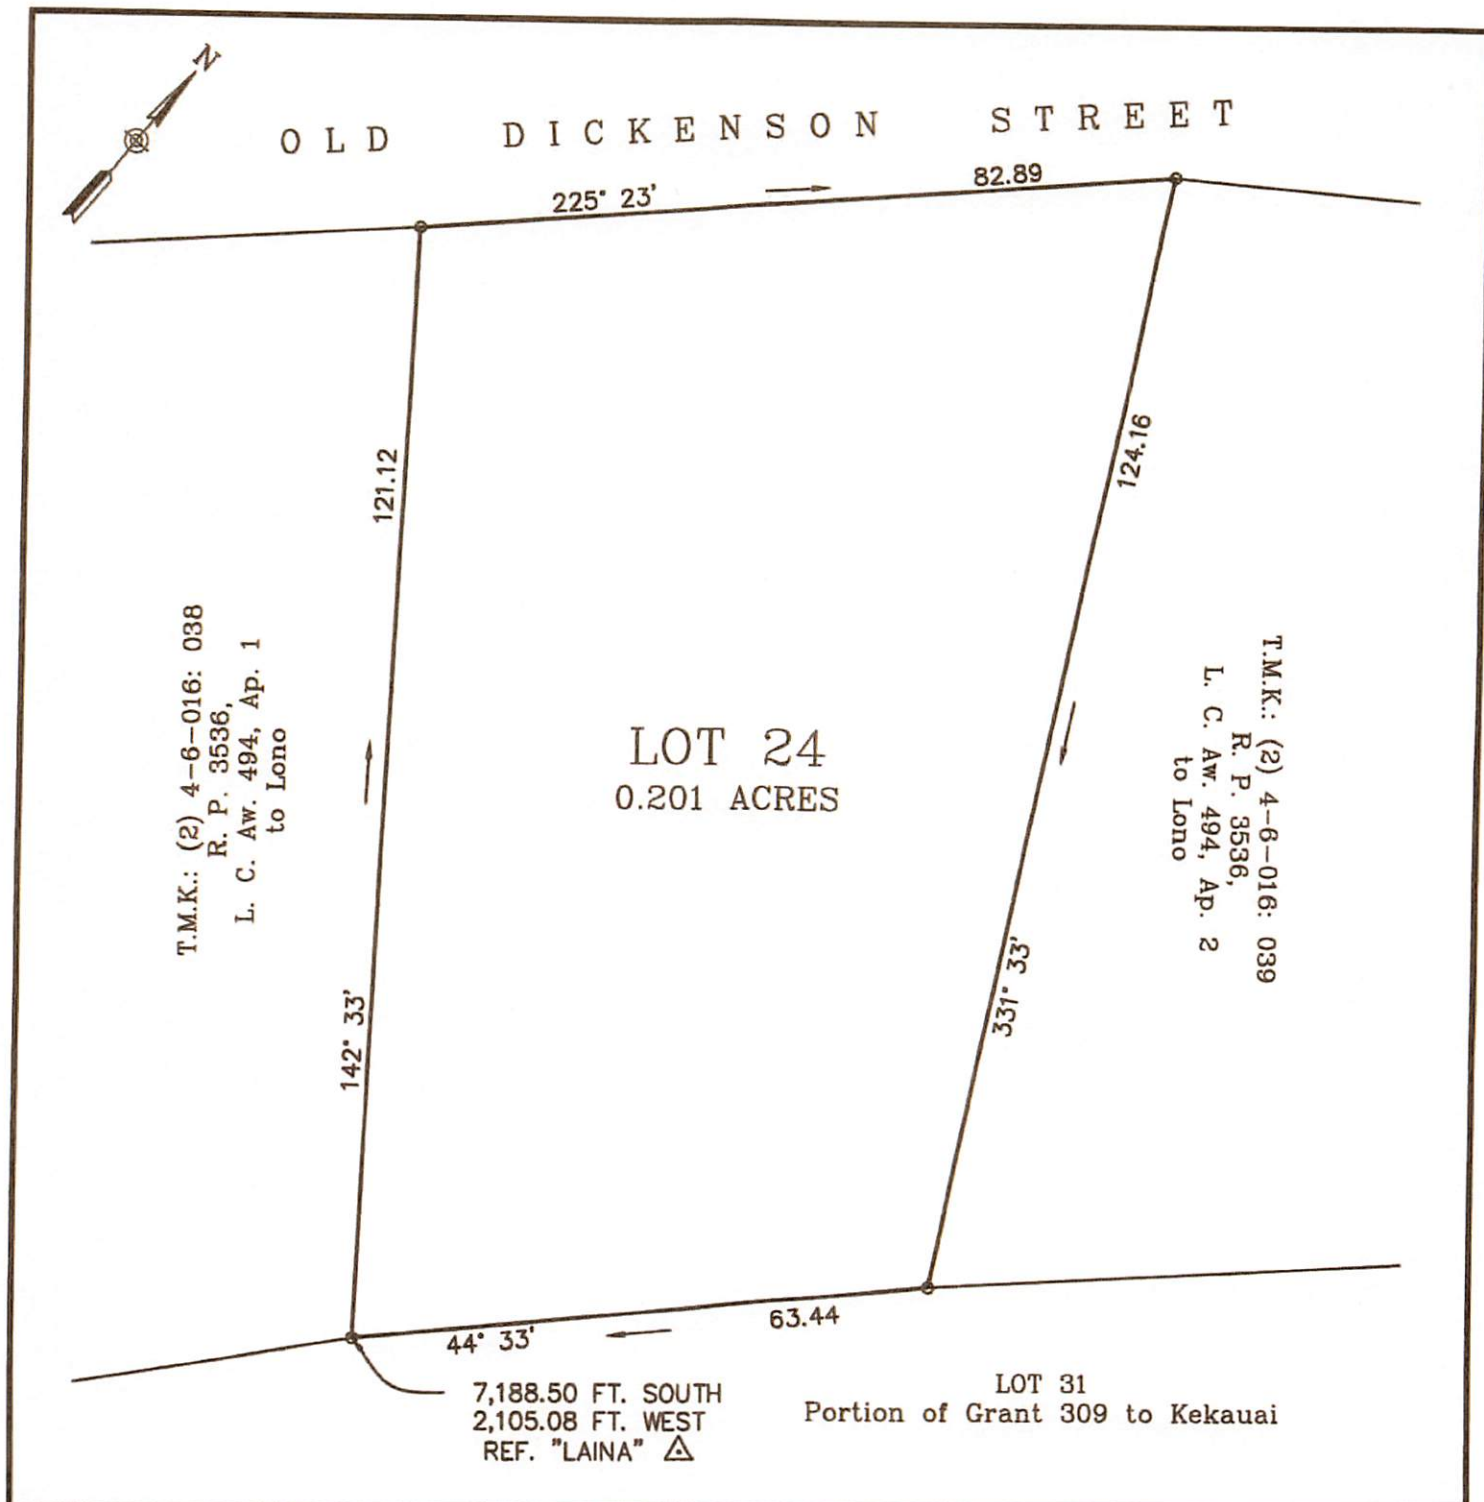 N
OLD DICKENSON STREET
225° 23'
82.89
121.12
124.16
T.M.K.: (2) 4-6-016: 038
R. P. 3536,
L. C. Aw. 494, Ap. 1
to Lono
T.M.K.: (2) 4-6-016: 039
R. P. 3536,
L. C. Aw. 494, Ap. 2
to Lono
LOT 24
0.201 ACRES
142° 33'
331° 33'
44° 33'
63.44
7,188.50 FT. SOUTH
2,105.08 FT. WEST
REF. "LAINA"
LOT 31
Portion of Grant 309 to Kekauai